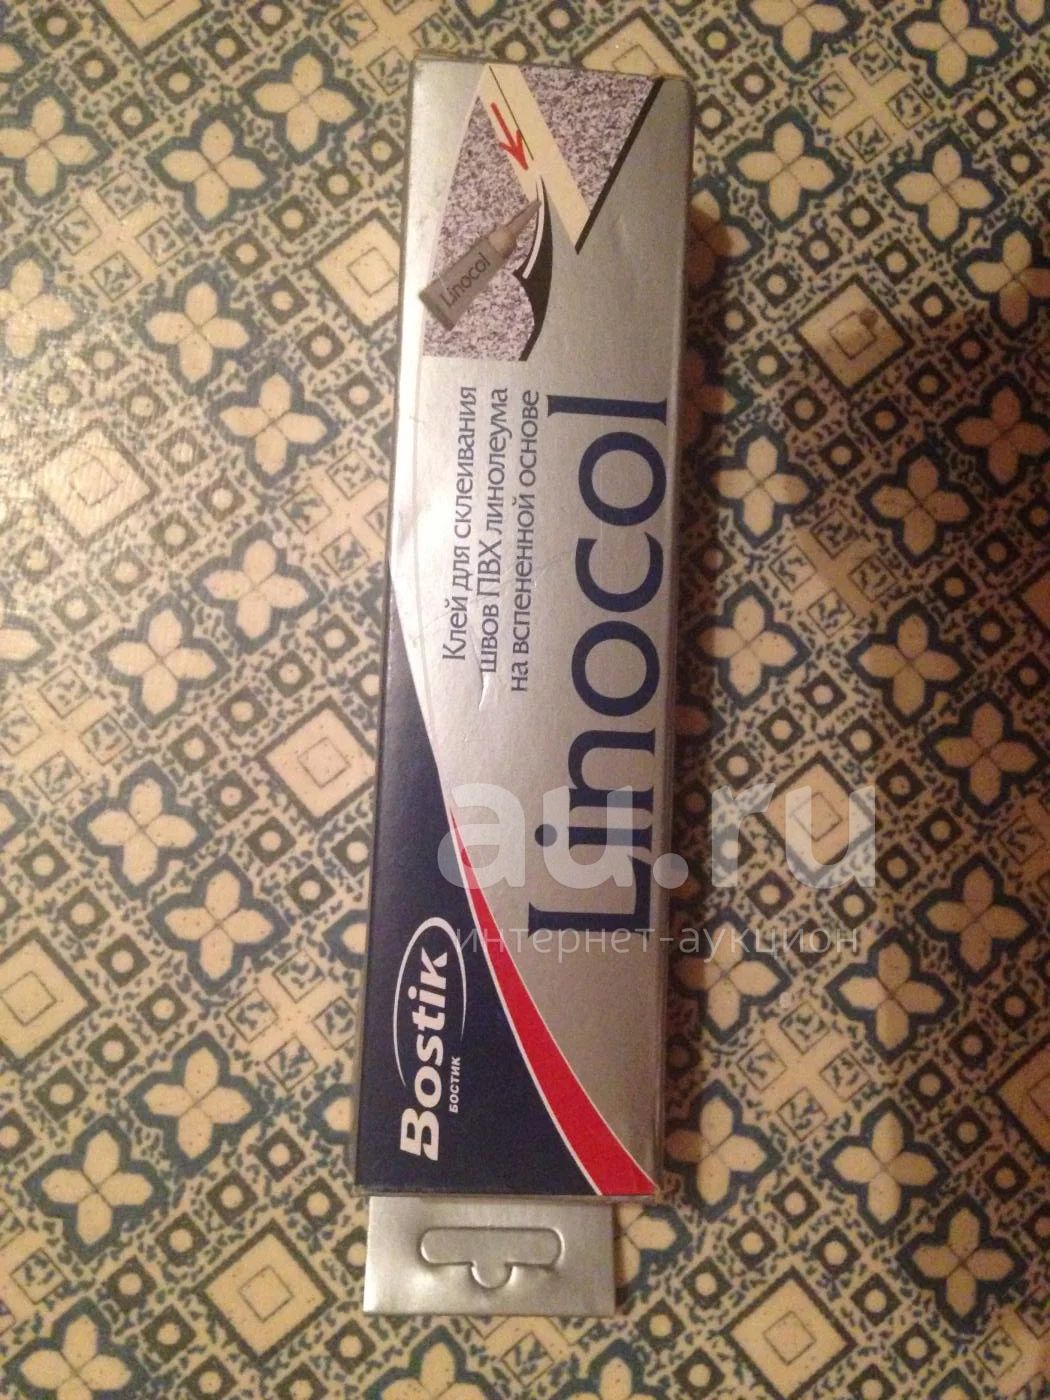 Bostik
БОСТИК
Клей для склеивания
швов ПВХ линолеума
на вспененной основе
Linocol
Linocol
au.ru
интернет-аукцион